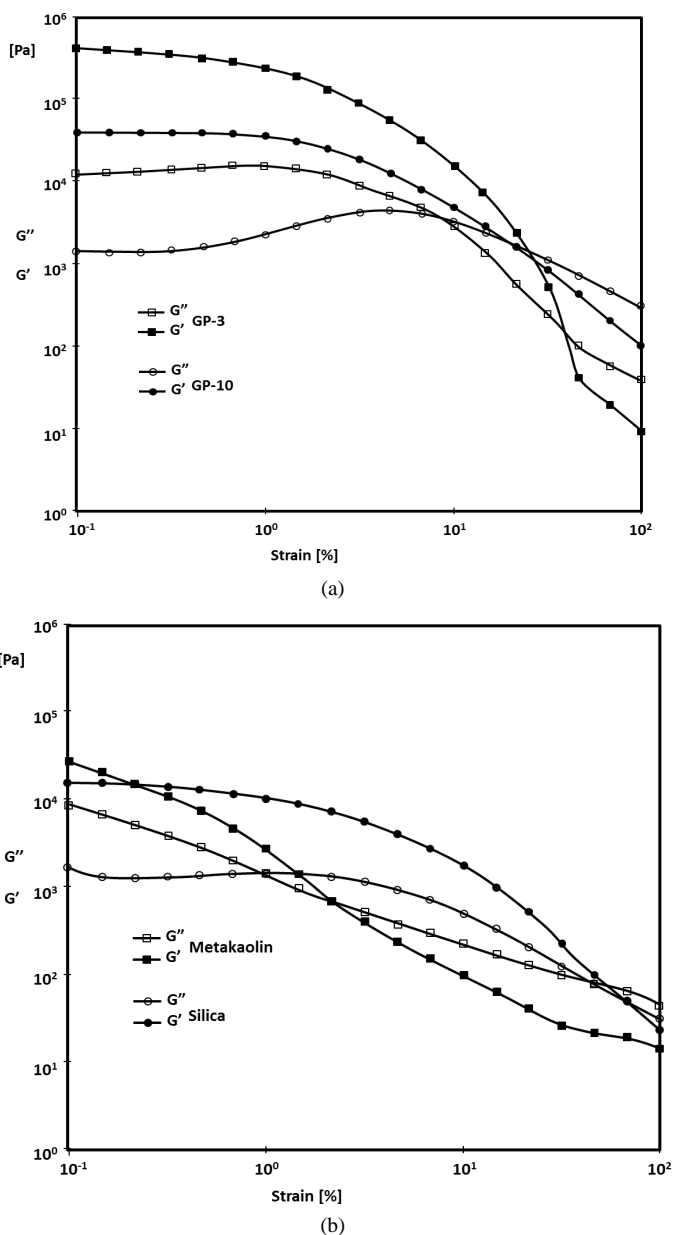 10⁶
[Pa]
10⁵
10⁴
G''
10³
G'
G''
G' GP-3
10²
G''
G' GP-10
10¹
10⁰
10⁻¹ 10⁰ 10¹ 10²
Strain [%]
(a)
10⁶
[Pa]
10⁵
10⁴
G''
10³
G'
G''
G' Metakaolin
10²
G''
G' Silica
10¹
10⁰
10⁻¹ 10⁰ 10¹ 10²
Strain [%]
(b)